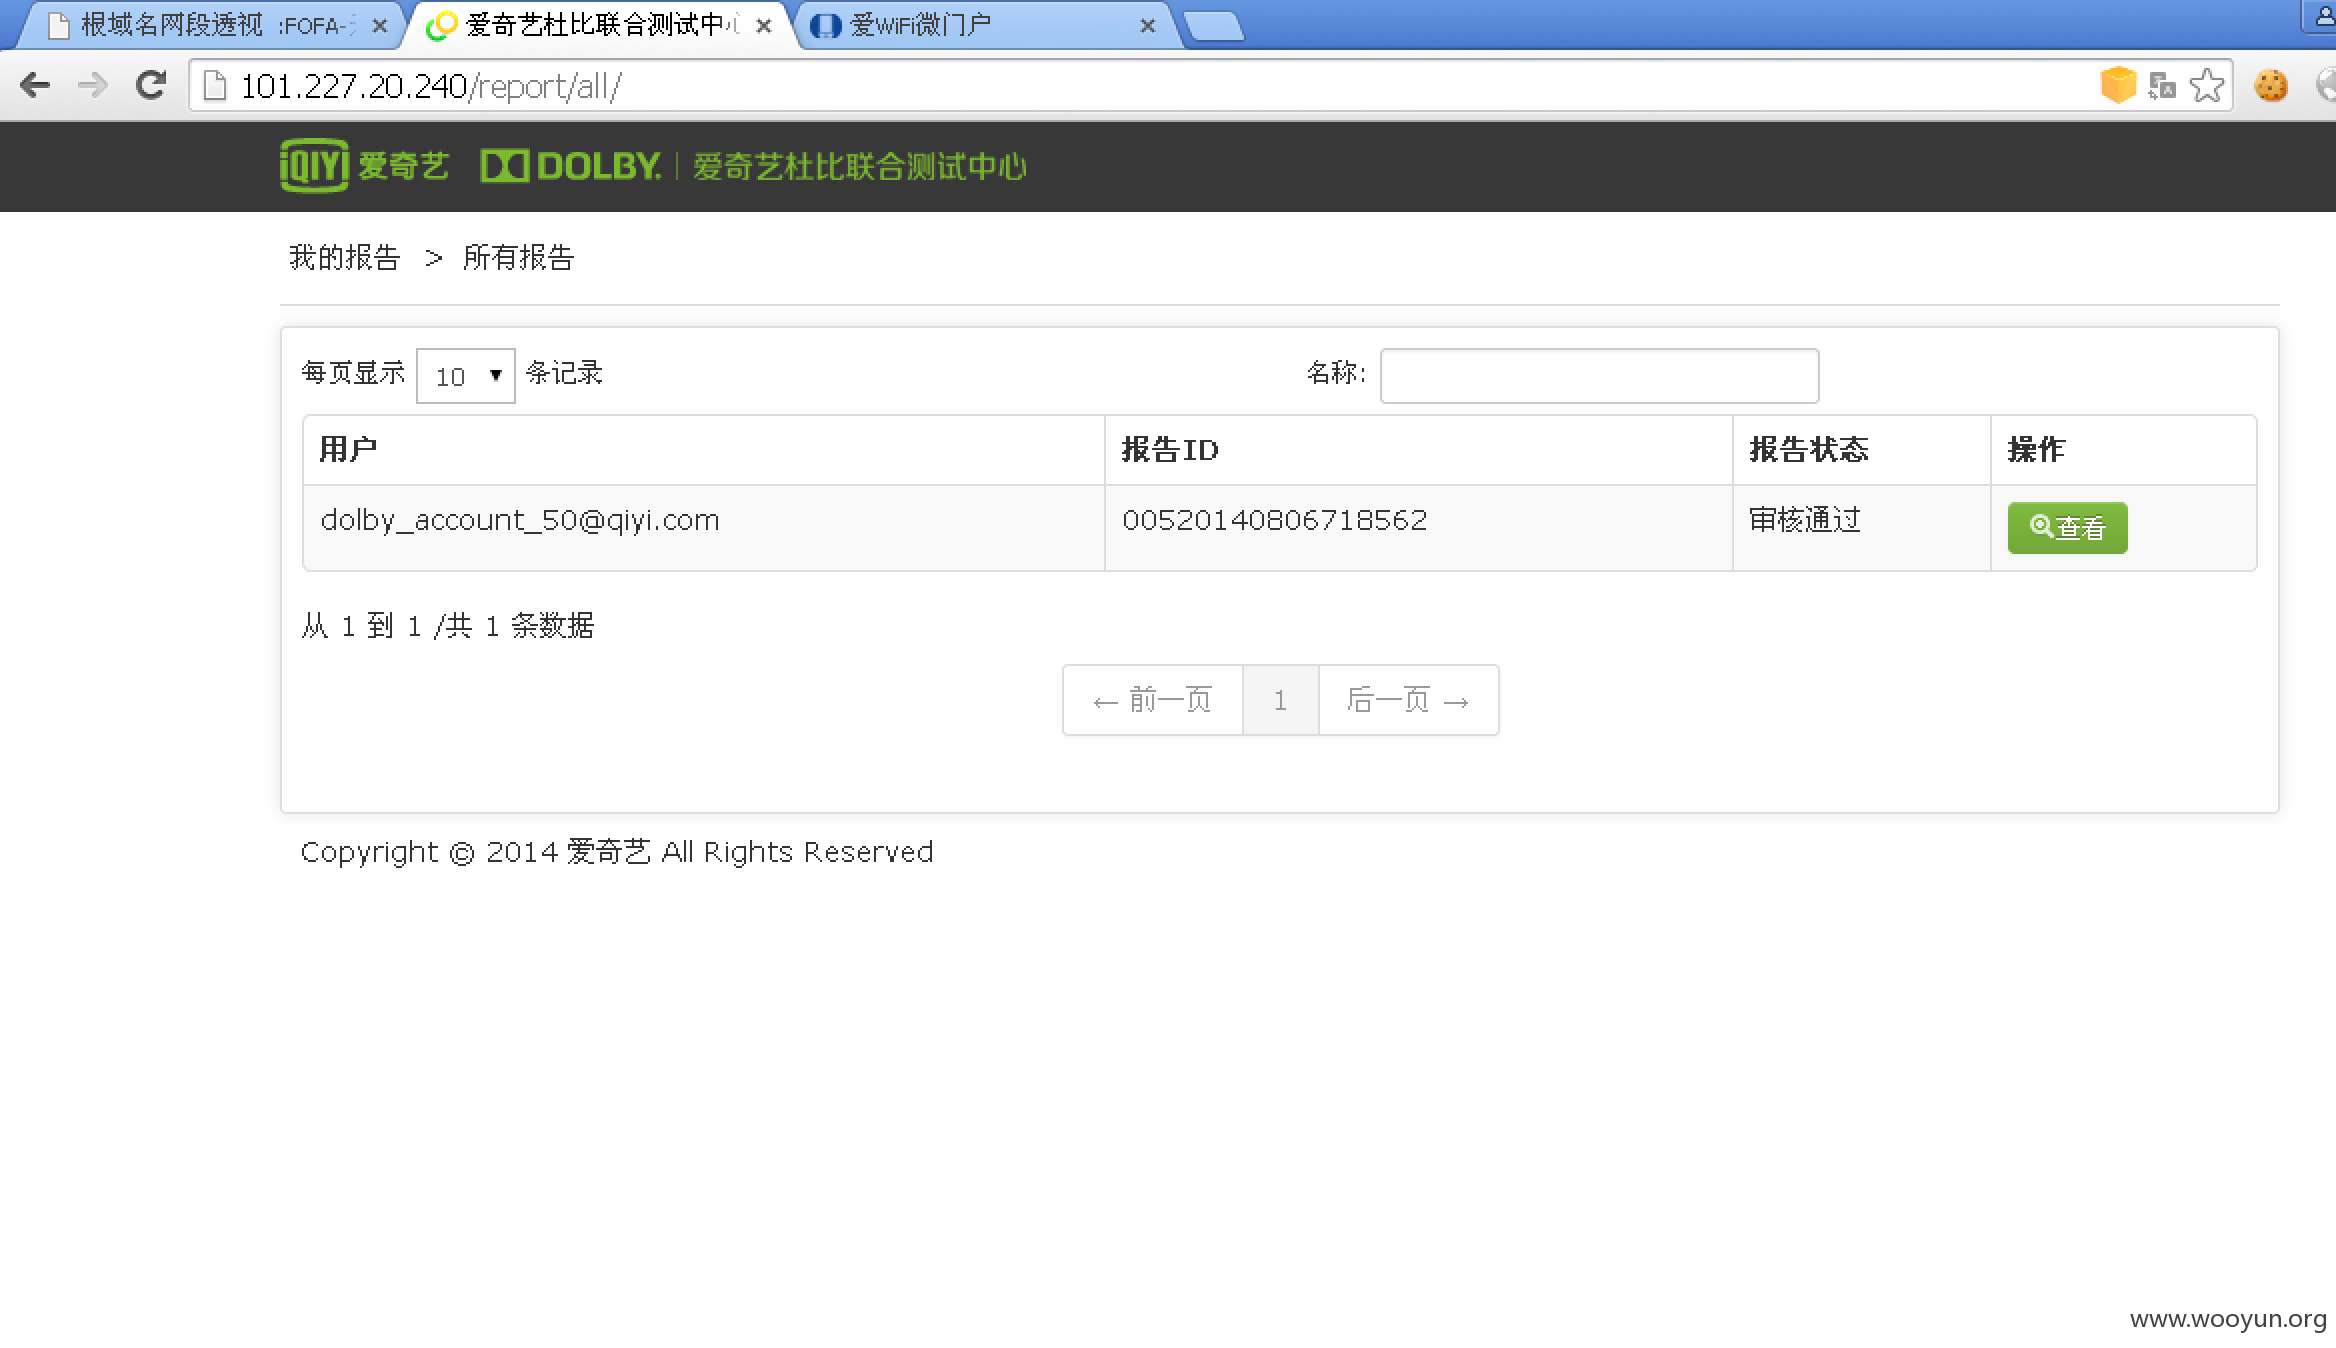 根域名网段透视 :FOFA-
爱奇艺杜比联合测试中心
爱WiFi微门户
101.227.20.240/report/all/
iQIYI 爱奇艺 DOLBY. | 爱奇艺杜比联合测试中心
我的报告 > 所有报告
每页显示 10 条记录 名称:
用户 报告ID 报告状态 操作
dolby_account_50@qiyi.com 00520140806718562 审核通过 查看
从 1 到 1 /共 1 条数据
← 前一页 1 后一页 →
Copyright © 2014 爱奇艺 All Rights Reserved
www.wooyun.org